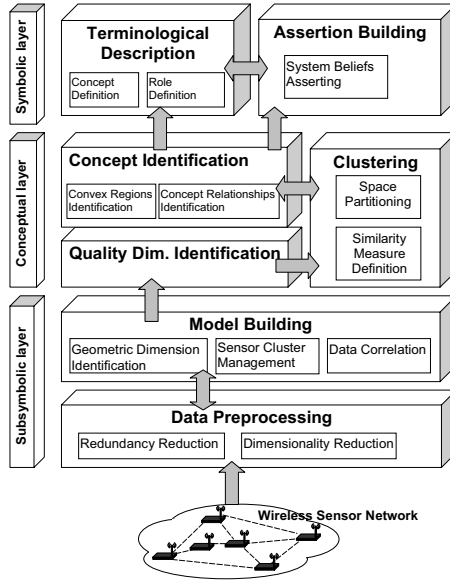 Symbolic layer
Terminological
Description
Concept
Definition
Role
Definition
Assertion Building
System Beliefs
Asserting
Conceptual layer
Concept Identification
Convex Regions
Identification
Concept Relationships
Identification
Clustering
Space
Partitioning
Similarity
Measure
Definition
Quality Dim. Identification
Subsymbolic layer
Model Building
Geometric Dimension
Identification
Sensor Cluster
Management
Data Correlation
Data Preprocessing
Redundancy Reduction
Dimensionality Reduction
Wireless Sensor Network